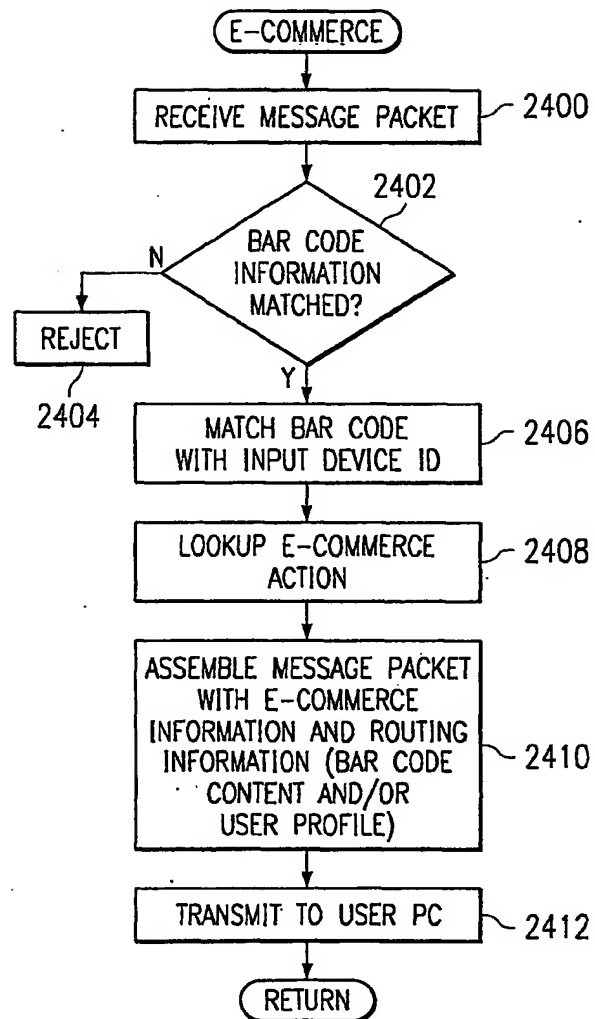 E-COMMERCE
RECEIVE MESSAGE PACKET
2400
2402
BAR CODE
INFORMATION
MATCHED?
N
REJECT
2404
Y
MATCH BAR CODE
WITH INPUT DEVICE ID
2406
LOOKUP E-COMMERCE
ACTION
2408
ASSEMBLE MESSAGE PACKET
WITH E-COMMERCE
INFORMATION AND ROUTING
INFORMATION (BAR CODE
CONTENT AND/OR
USER PROFILE)
2410
TRANSMIT TO USER PC
2412
RETURN